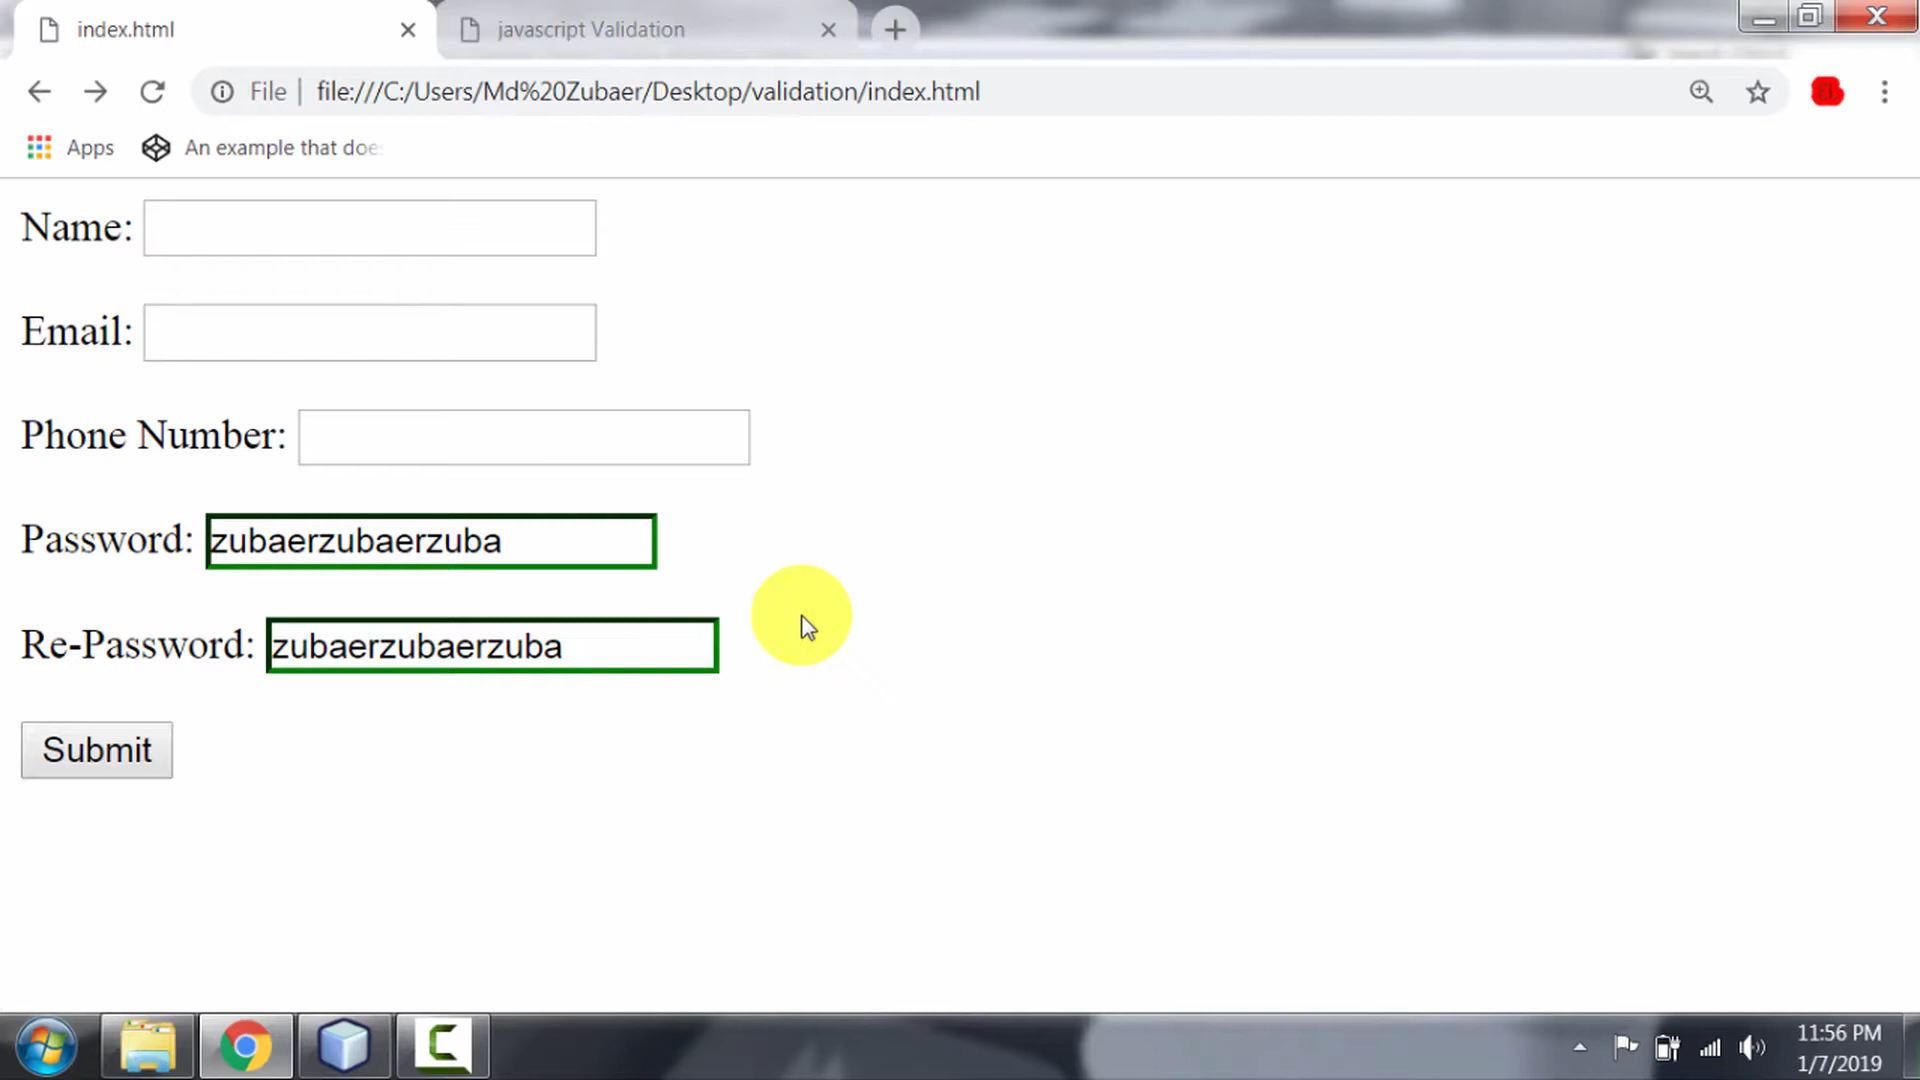 index.html
javascript Validation
File | file:///C:/Users/Md%20Zubaer/Desktop/validation/index.html
Apps An example that doe
Name:
Email:
Phone Number:
Password: zubaerzubaerzuba
Re-Password: zubaerzubaerzuba
Submit
11:56 PM
1/7/2019